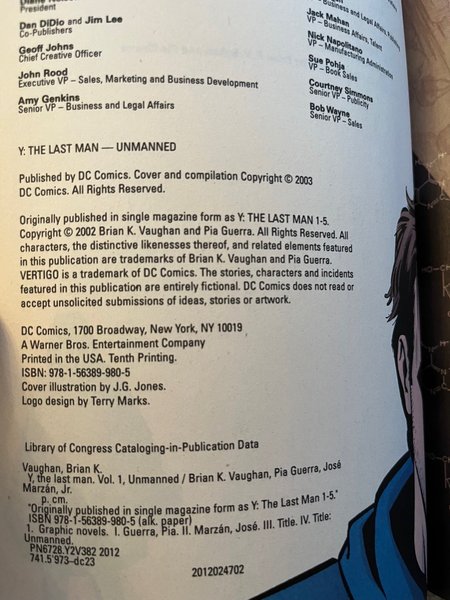 President
Dan DiDio and Jim Lee
Co-Publishers
Geoff Johns
Chief Creative Officer
John Rood
Executive VP – Sales, Marketing and Business Development
Amy Genkins
Senior VP – Business and Legal Affairs
Business and Legal Affairs,
Jack Mahan
VP – Business Affairs, Talent
Nick Napolitano
VP – Manufacturing Administration
Sue Pohja
VP – Book Sales
Courtney Simmons
Senior VP – Publicity
Bob Wayne
Senior VP – Sales
Y: THE LAST MAN — UNMANNED
Published by DC Comics. Cover and compilation Copyright © 2003
DC Comics. All Rights Reserved.
Originally published in single magazine form as Y: THE LAST MAN 1-5.
Copyright © 2002 Brian K. Vaughan and Pia Guerra. All Rights Reserved. All
characters, the distinctive likenesses thereof, and related elements featured
in this publication are trademarks of Brian K. Vaughan and Pia Guerra.
VERTIGO is a trademark of DC Comics. The stories, characters and incidents
featured in this publication are entirely fictional. DC Comics does not read or
accept unsolicited submissions of ideas, stories or artwork.
DC Comics, 1700 Broadway, New York, NY 10019
A Warner Bros. Entertainment Company
Printed in the USA. Tenth Printing.
ISBN: 978-1-56389-980-5
Cover illustration by J.G. Jones.
Logo design by Terry Marks.
Library of Congress Cataloging-in-Publication Data
Vaughan, Brian K.
Y, the last man. Vol. 1, Unmanned / Brian K. Vaughan, Pia Guerra, José
Marzán, Jr.
p. cm.
"Originally published in single magazine form as Y: The Last Man 1-5."
ISBN 978-1-56389-980-5 (alk. paper)
1. Graphic novels. I. Guerra, Pia. II. Marzán, José. III. Title. IV. Title:
Unmanned.
PN6728.Y2V382 2012
741.5'973–dc23
2012024702